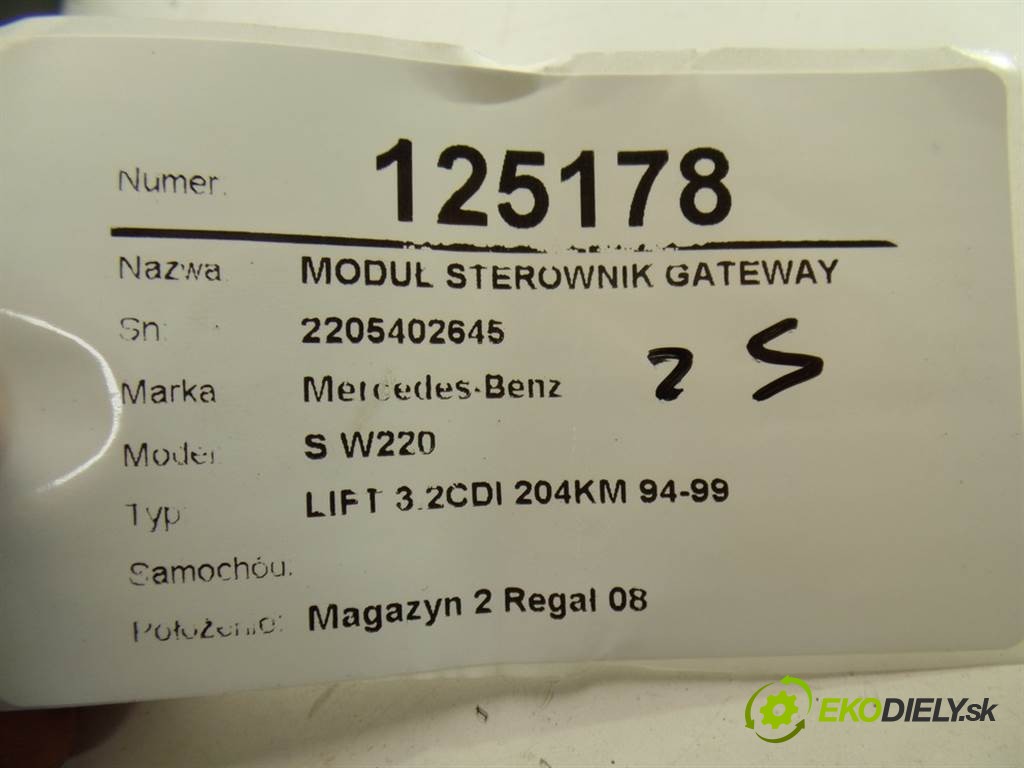 Numer: 125178
Nazwa MODUŁ STEROWNIK GATEWAY
Sn: 2205402645
Marka Mercedes-Benz
Model S W220
Typ LIFT 3.2CDI 204KM 94-99
Samochód:
Położenie: Magazyn 2 Regał 08
2 S
EKODIELY.sk